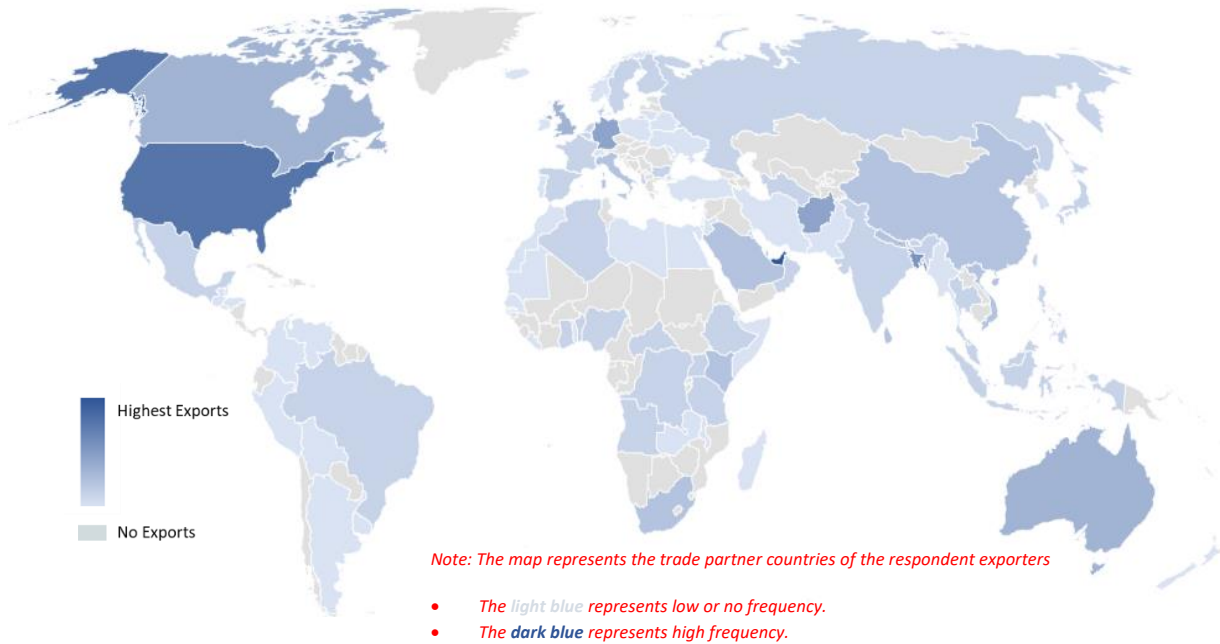 Highest Exports
No Exports
Note: The map represents the trade partner countries of the respondent exporters
• The light blue represents low or no frequency.
• The dark blue represents high frequency.